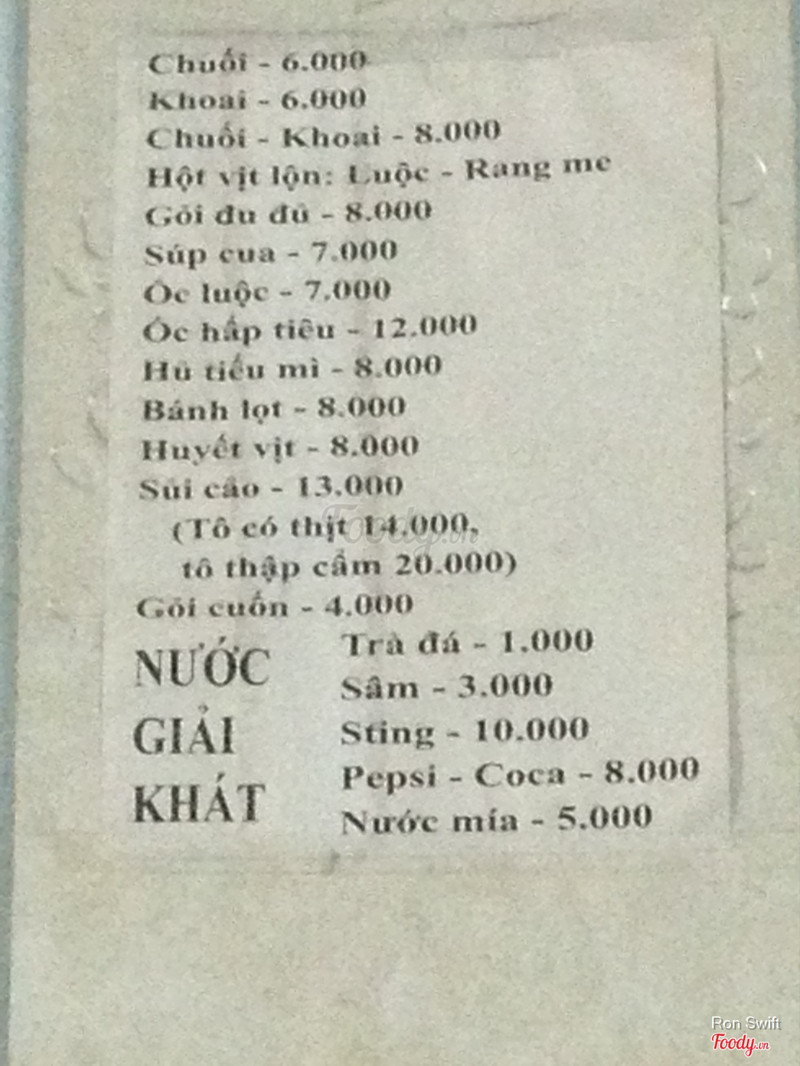 Chuối - 6.000
Khoai - 6.000
Chuối - Khoai - 8.000
Hột vịt lộn: Luộc - Rang me
Gỏi đu đủ - 8.000
Súp cua - 7.000
Ốc luộc - 7.000
Ốc hấp tiêu - 12.000
Hủ tiếu mì - 8.000
Bánh lọt - 8.000
Huyết vịt - 8.000
Sủi cảo - 13.000
(Tô có thịt 14.000,
tô thập cẩm 20.000)
Gỏi cuốn - 4.000
NƯỚC GIẢI KHÁT
Trà đá - 1.000
Sâm - 3.000
Sting - 10.000
Pepsi - Coca - 8.000
Nước mía - 5.000
Foody.vn
Ron Swift
Foody.vn